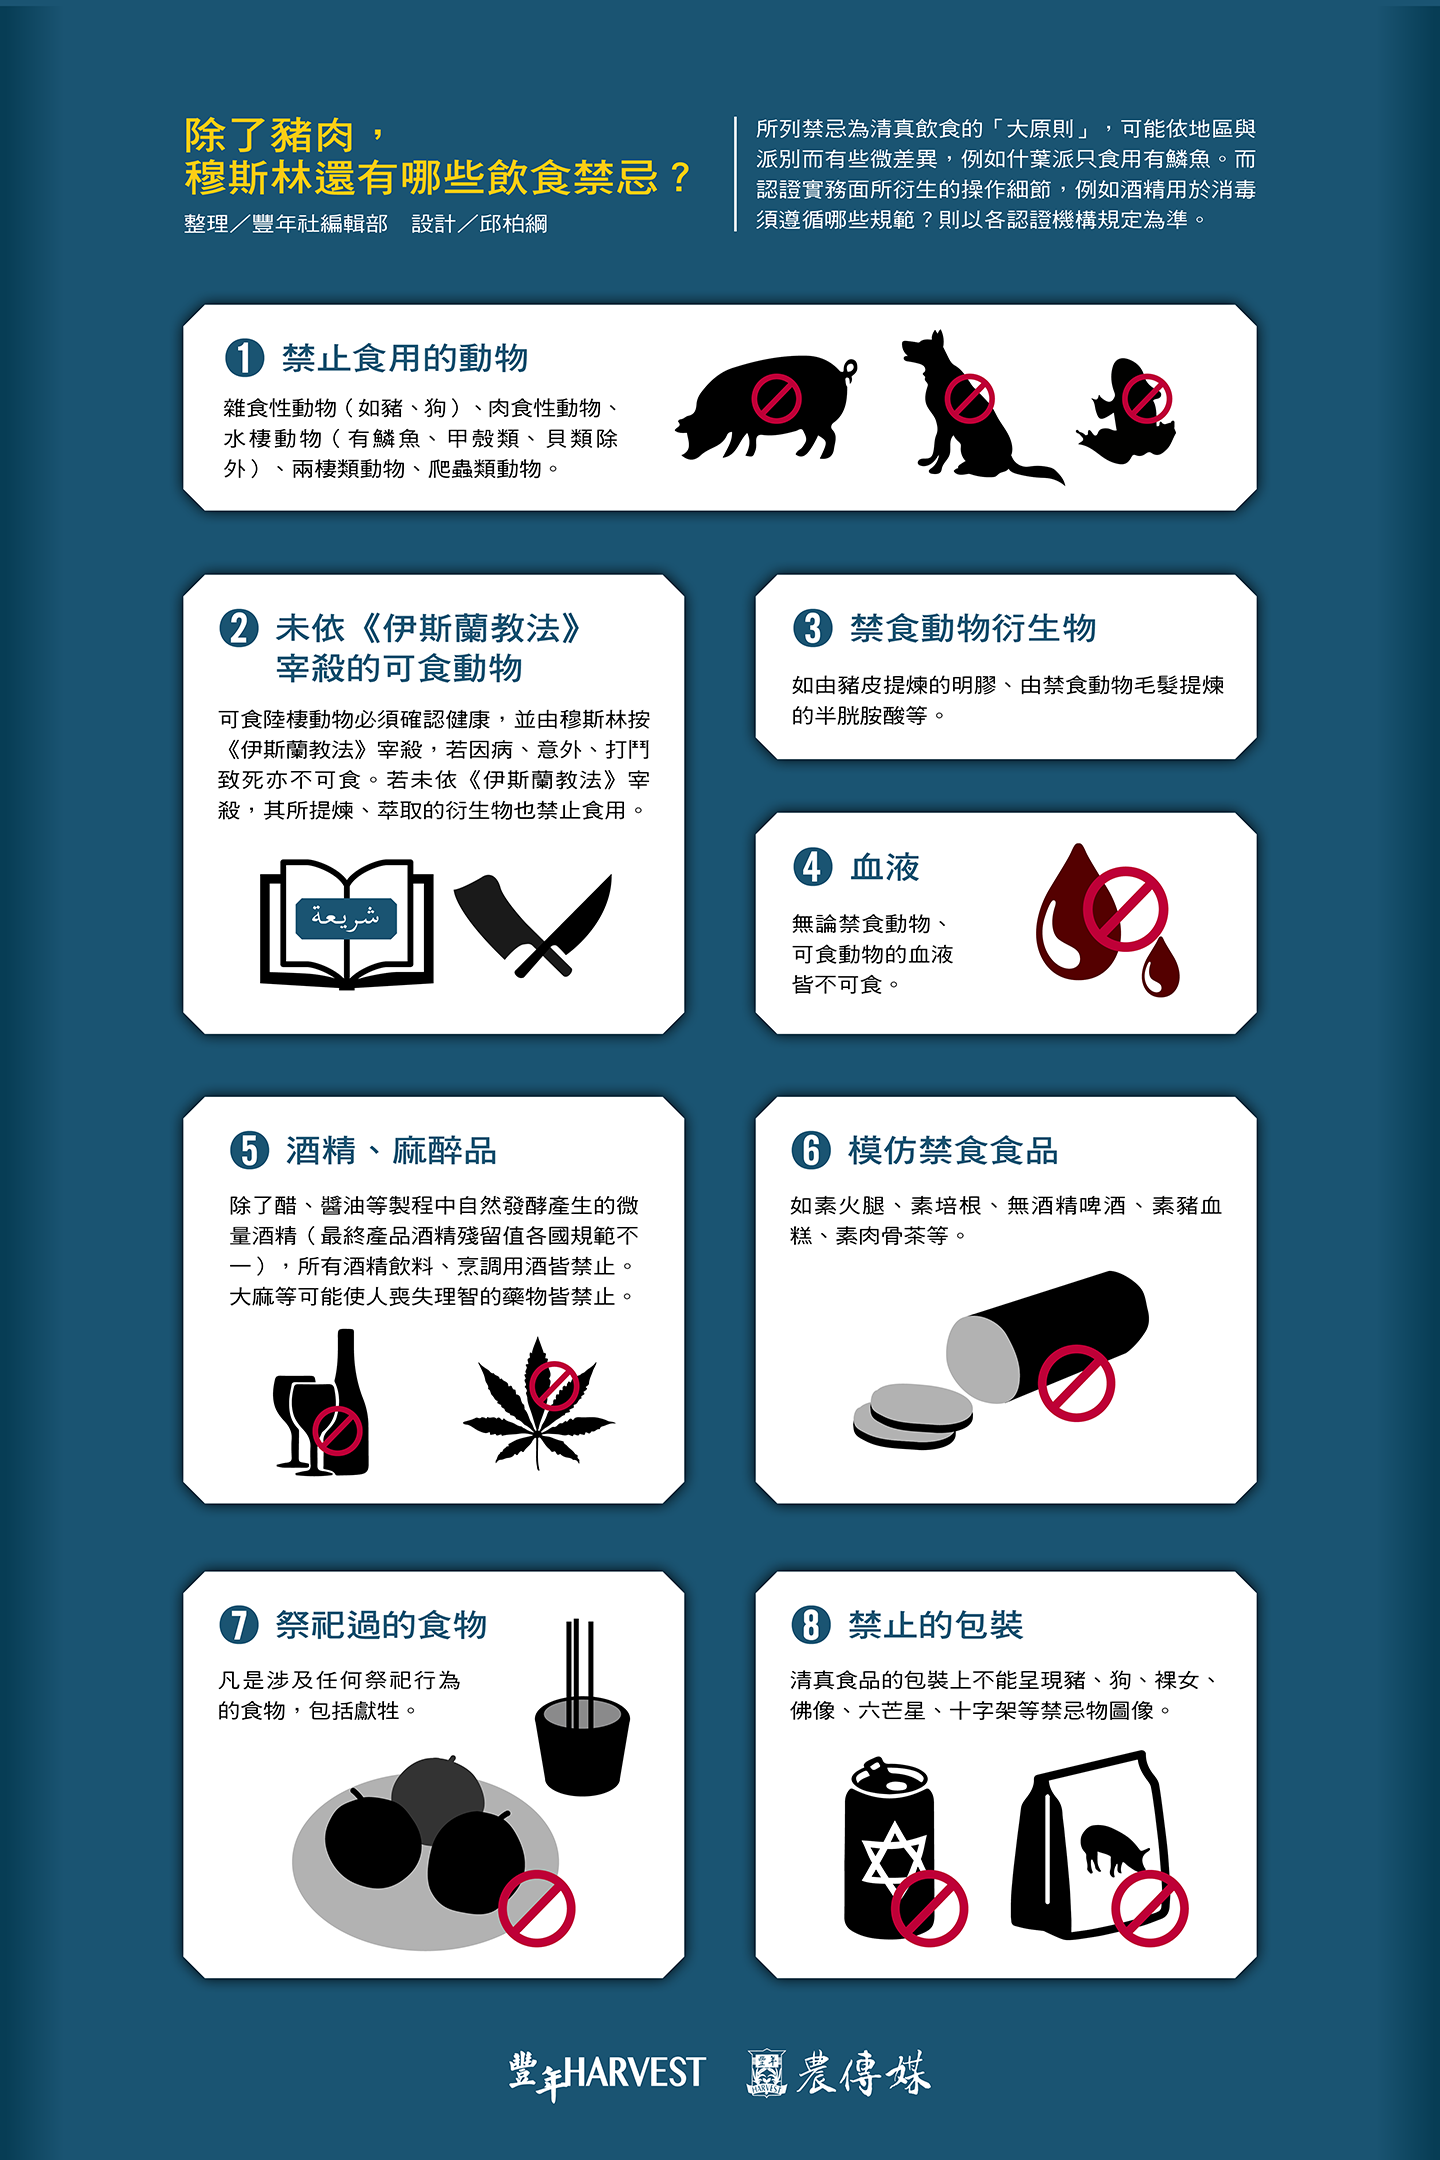 除了豬肉，
穆斯林還有哪些飲食禁忌？
整理／豐年社編輯部　設計／邱柏綱
所列禁忌為清真飲食的「大原則」，可能依地區與
派別而有些微差異，例如什葉派只食用有鱗魚。而
認證實務面所衍生的操作細節，例如酒精用於消毒
須遵循哪些規範？則以各認證機構規定為準。
1 禁止食用的動物
雜食性動物（如豬、狗）、肉食性動物、
水棲動物（有鱗魚、甲殼類、貝類除
外）、兩棲類動物、爬蟲類動物。
2 未依《伊斯蘭教法》
宰殺的可食動物
可食陸棲動物必須確認健康，並由穆斯林按
《伊斯蘭教法》宰殺，若因病、意外、打鬥
致死亦不可食。若未依《伊斯蘭教法》宰
殺，其所提煉、萃取的衍生物也禁止食用。
شريعة
3 禁食動物衍生物
如由豬皮提煉的明膠、由禁食動物毛髮提煉
的半胱胺酸等。
4 血液
無論禁食動物、
可食動物的血液
皆不可食。
5 酒精、麻醉品
除了醋、醬油等製程中自然發酵產生的微
量酒精（最終產品酒精殘留值各國規範不
一），所有酒精飲料、烹調用酒皆禁止。
大麻等可能使人喪失理智的藥物皆禁止。
6 模仿禁食食品
如素火腿、素培根、無酒精啤酒、素豬血
糕、素肉骨茶等。
7 祭祀過的食物
凡是涉及任何祭祀行為
的食物，包括獻牲。
8 禁止的包裝
清真食品的包裝上不能呈現豬、狗、裸女、
佛像、六芒星、十字架等禁忌物圖像。
豐年HARVEST
HARVEST
農傳媒